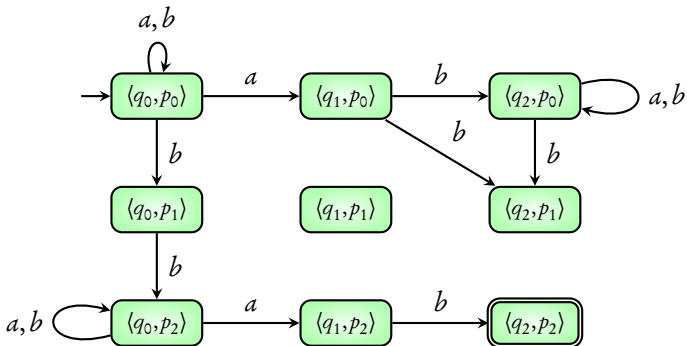 a, b
⟨q₀,p₀⟩ a ⟨q₁,p₀⟩ b ⟨q₂,p₀⟩ a, b
b b b
⟨q₀,p₁⟩ ⟨q₁,p₁⟩ ⟨q₂,p₁⟩
b
a, b ⟨q₀,p₂⟩ a ⟨q₁,p₂⟩ b ⟨q₂,p₂⟩